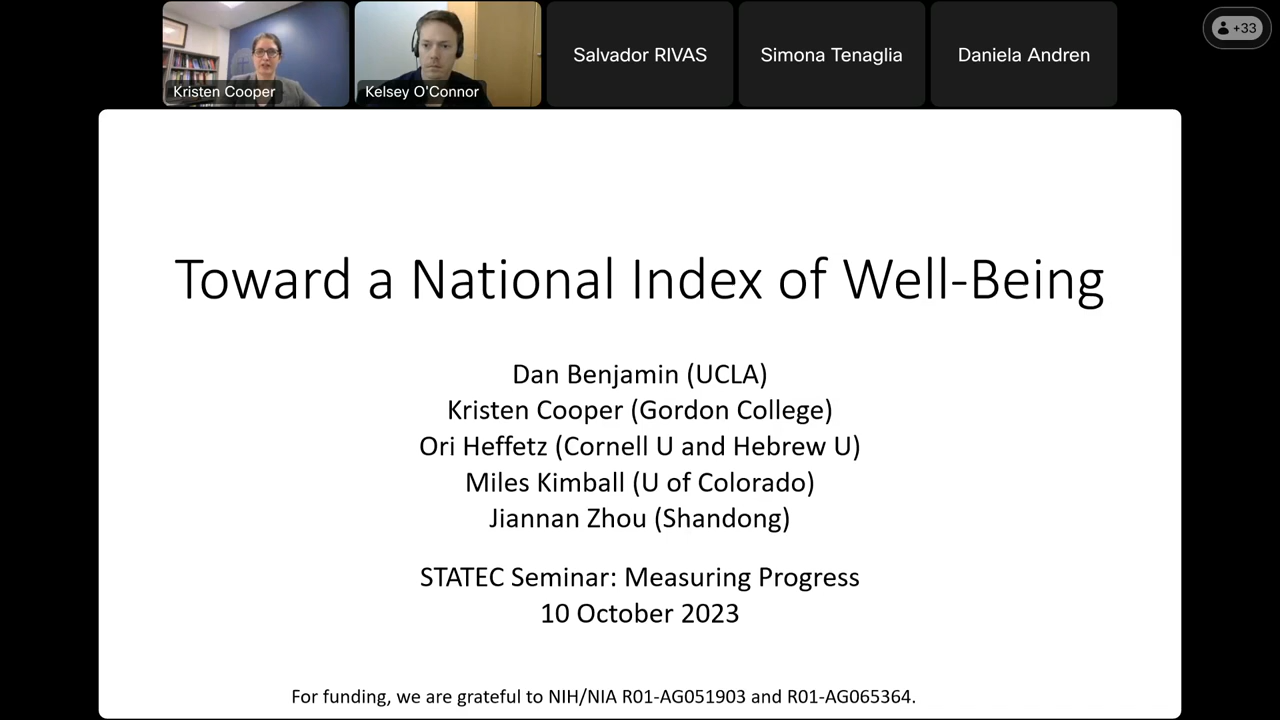 Kristen Cooper
Kelsey O'Connor
Salvador RIVAS
Simona Tenaglia
Daniela Andren
+33
Toward a National Index of Well-Being
Dan Benjamin (UCLA)
Kristen Cooper (Gordon College)
Ori Heffetz (Cornell U and Hebrew U)
Miles Kimball (U of Colorado)
Jiannan Zhou (Shandong)
STATEC Seminar: Measuring Progress
10 October 2023
For funding, we are grateful to NIH/NIA R01-AG051903 and R01-AG065364.